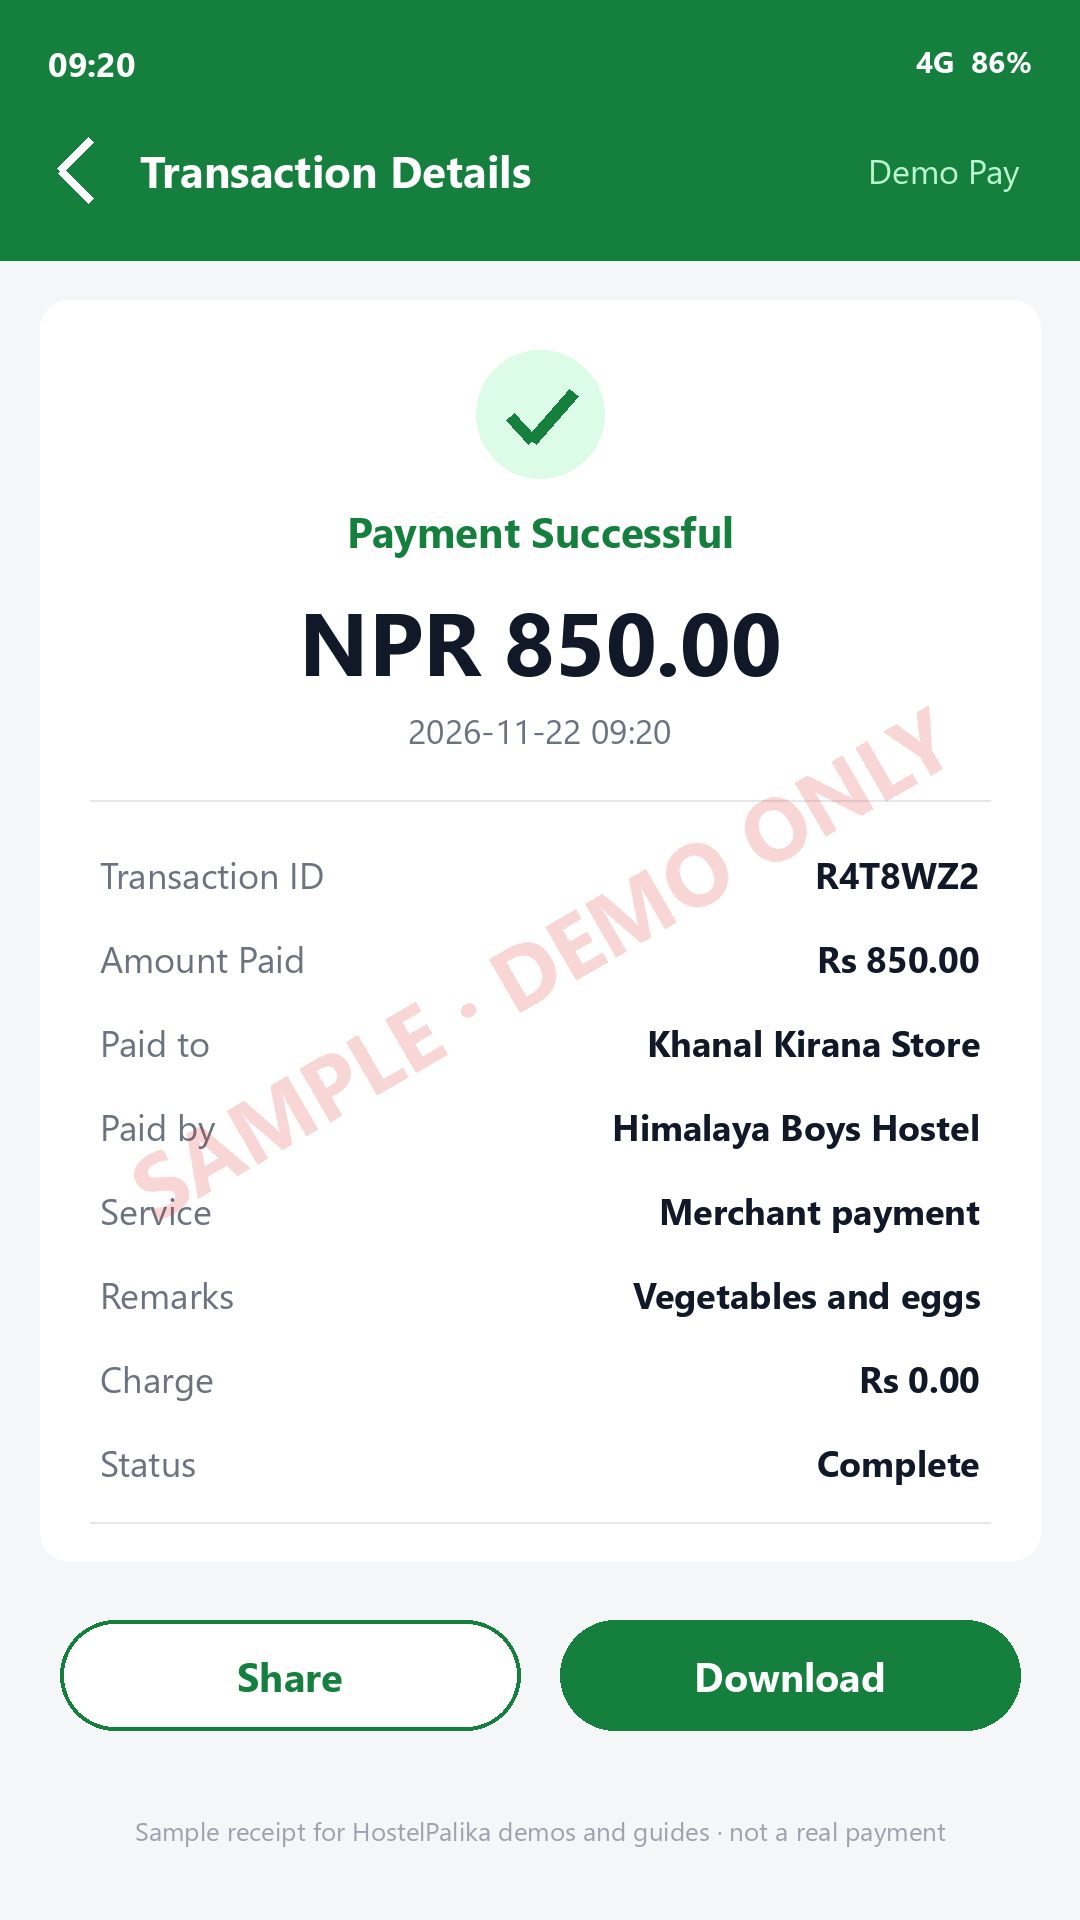 09:20
4G 86%
Transaction Details
Demo Pay
Payment Successful
NPR 850.00
2026-11-22 09:20
Transaction ID R4T8WZ2
Amount Paid Rs 850.00
Paid to Khanal Kirana Store
Paid by Himalaya Boys Hostel
Service Merchant payment
Remarks Vegetables and eggs
Charge Rs 0.00
Status Complete
SAMPLE · DEMO ONLY
Share
Download
Sample receipt for HostelPalika demos and guides · not a real payment